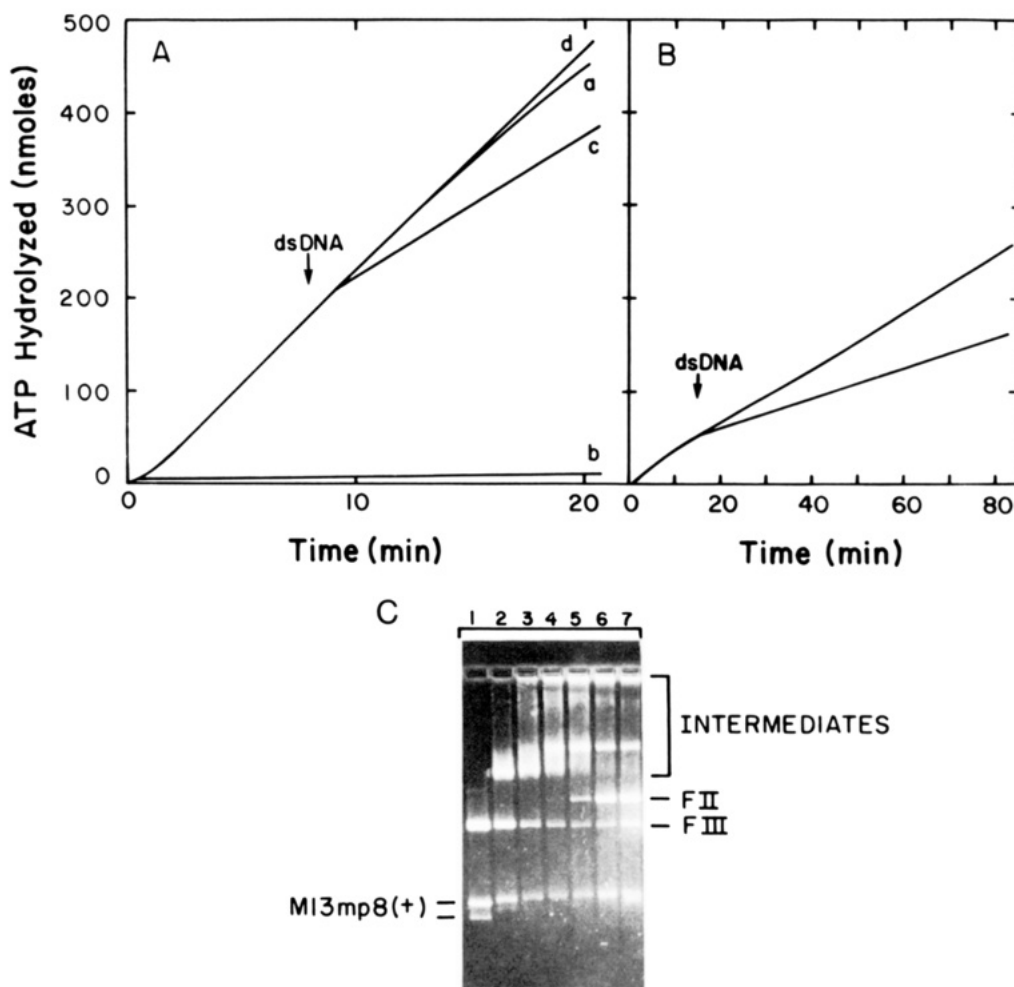 A
B
ATP Hydrolyzed (nmoles)
500
400
300
200
100
0
dsDNA
d
a
c
b
0 10 20
Time (min)
dsDNA
0 20 40 60 80
Time (min)
C
1 2 3 4 5 6 7
INTERMEDIATES
FII
FIII
M13mp8(+)